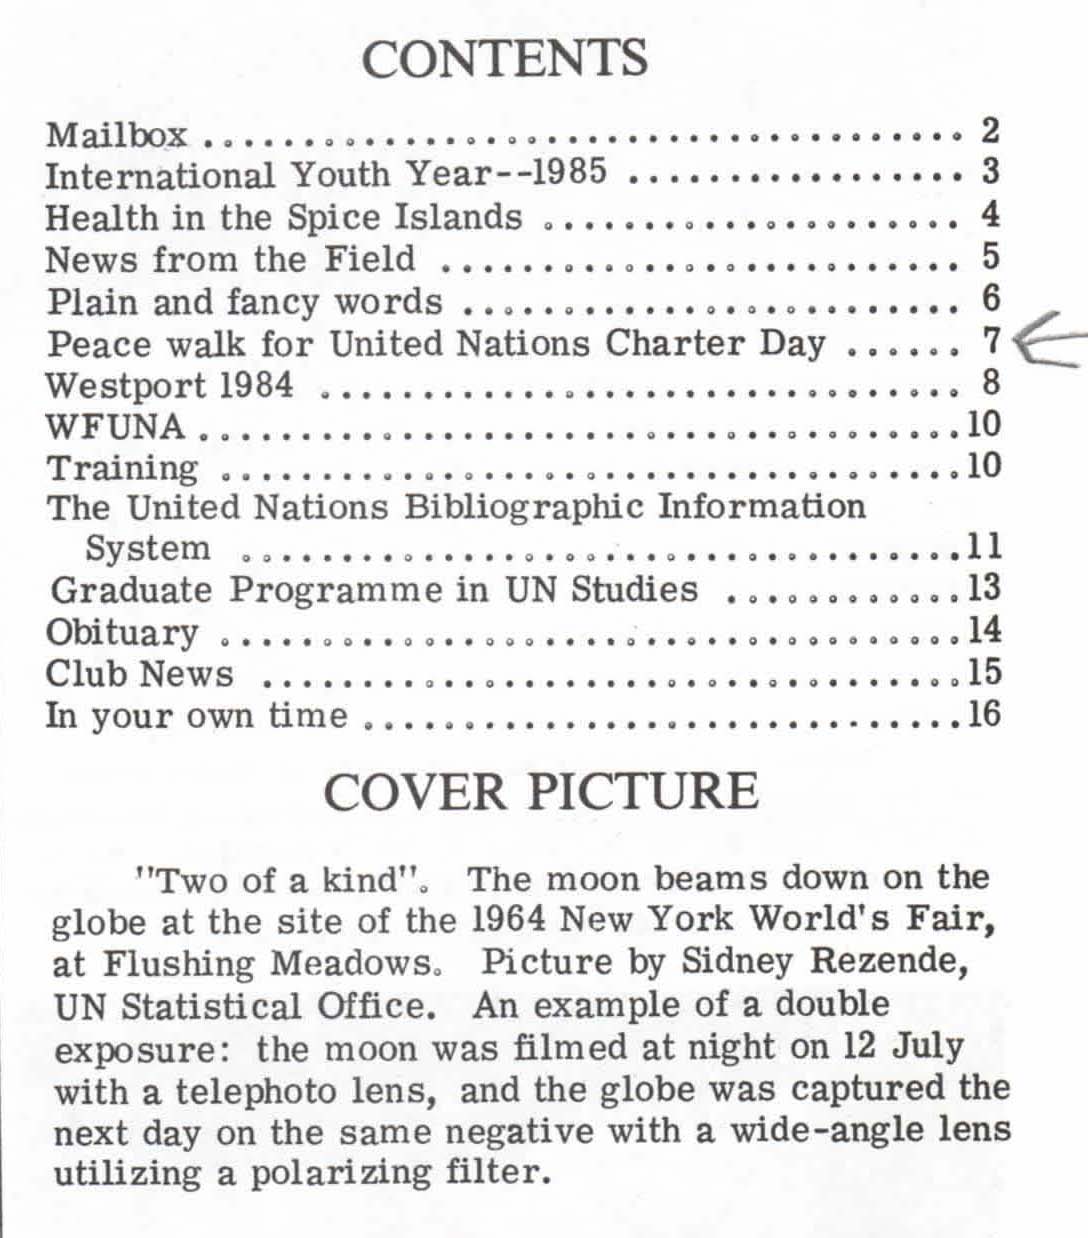 CONTENTS
Mailbox ...................................... 2
International Youth Year--1985 ................. 3
Health in the Spice Islands ..................... 4
News from the Field .......................... 5
Plain and fancy words ......................... 6
Peace walk for United Nations Charter Day ...... 7
Westport 1984 ................................ 8
WFUNA ......................................10
Training .....................................10
The United Nations Bibliographic Information
System ....................................11
Graduate Programme in UN Studies ............13
Obituary .....................................14
Club News ...................................15
In your own time ..............................16
COVER PICTURE
"Two of a kind". The moon beams down on the
globe at the site of the 1964 New York World's Fair,
at Flushing Meadows. Picture by Sidney Rezende,
UN Statistical Office. An example of a double
exposure: the moon was filmed at night on 12 July
with a telephoto lens, and the globe was captured the
next day on the same negative with a wide-angle lens
utilizing a polarizing filter.